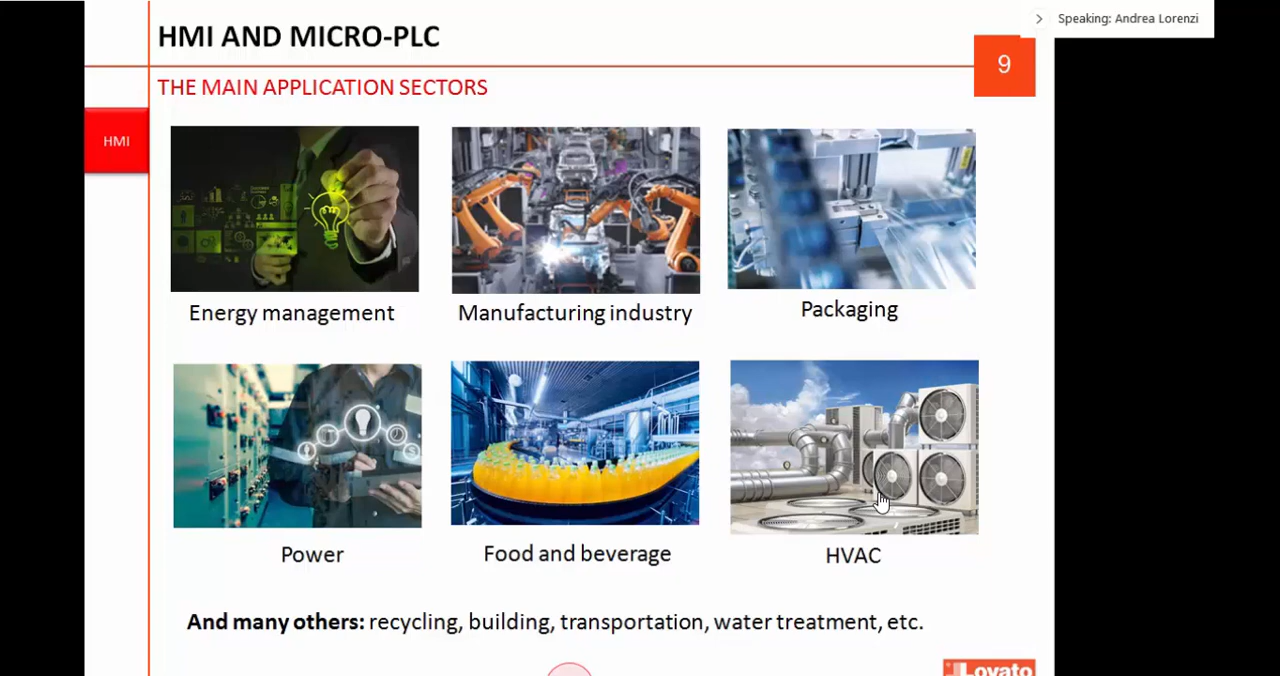 Speaking: Andrea Lorenzi
HMI AND MICRO-PLC
9
THE MAIN APPLICATION SECTORS
HMI
Energy management
Manufacturing industry
Packaging
Power
Food and beverage
HVAC
And many others: recycling, building, transportation, water treatment, etc.
Lovato